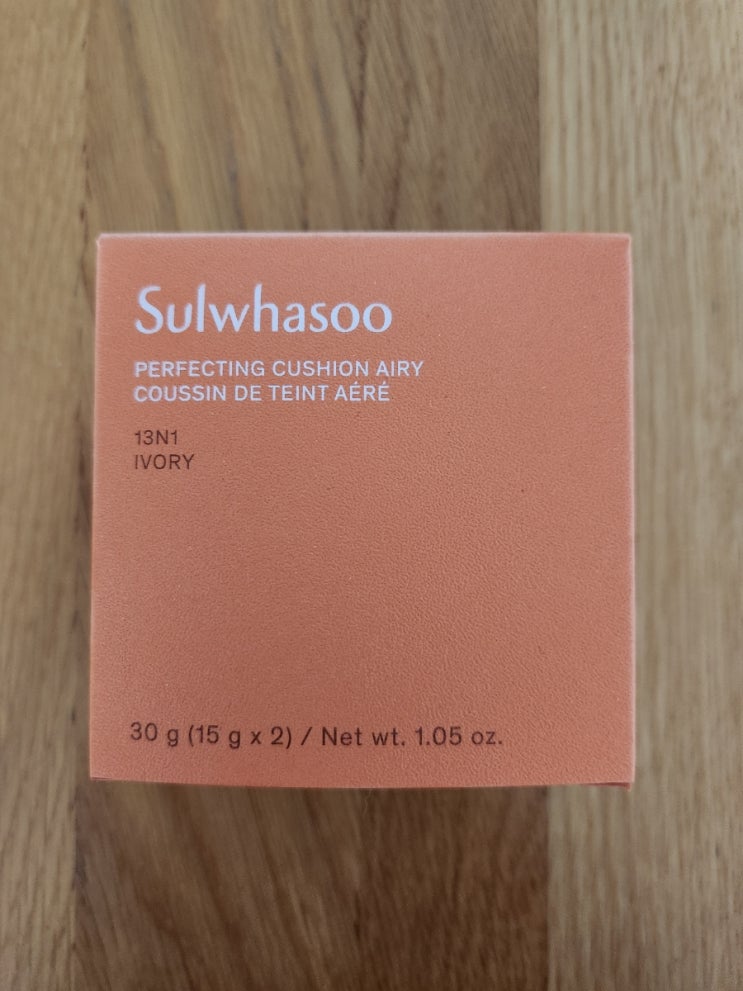 Sulwhasoo
PERFECTING CUSHION AIRY
COUSSIN DE TEINT AÉRÉ
13N1
IVORY
30 g (15 g x 2) / Net wt. 1.05 oz.